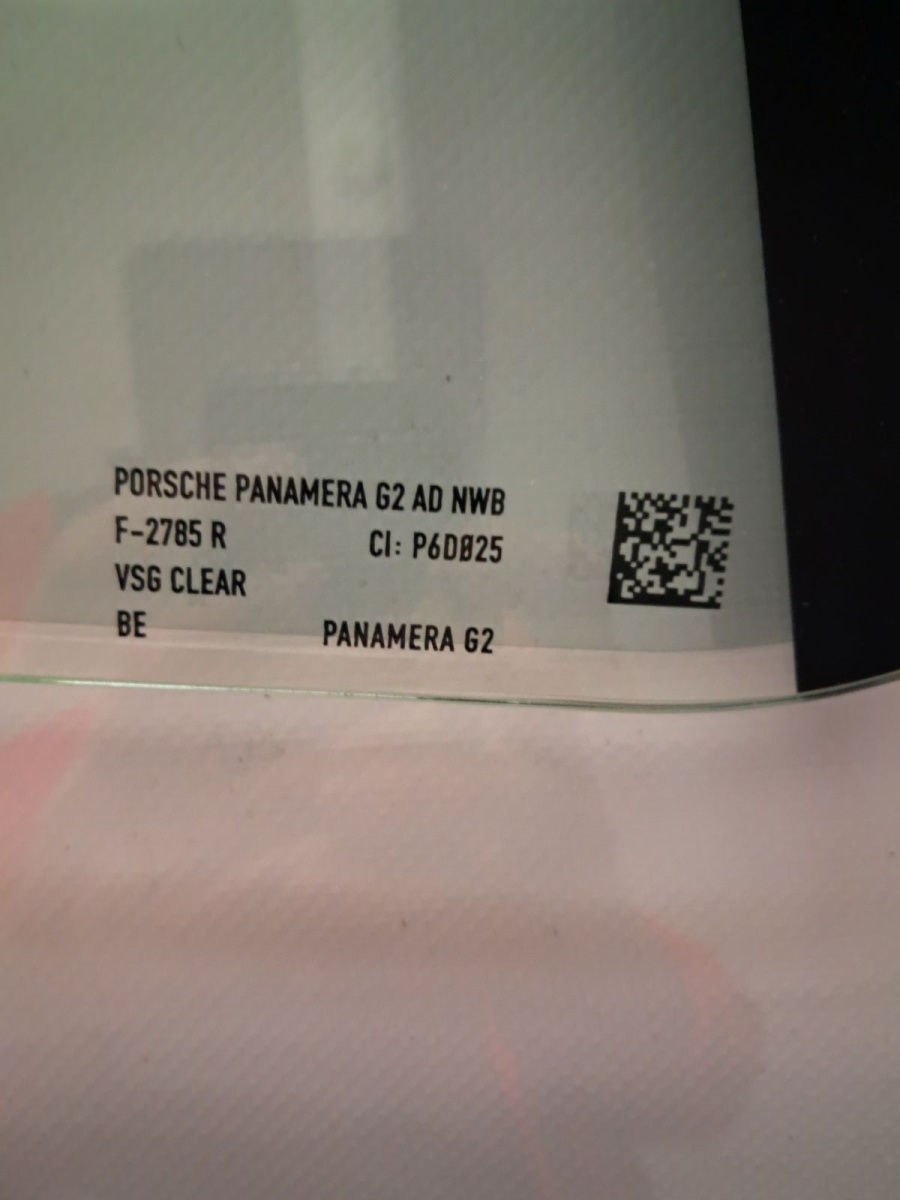 PORSCHE PANAMERA G2 AD NWB
F-2785 R CI: P6D025
VSG CLEAR
BE PANAMERA G2